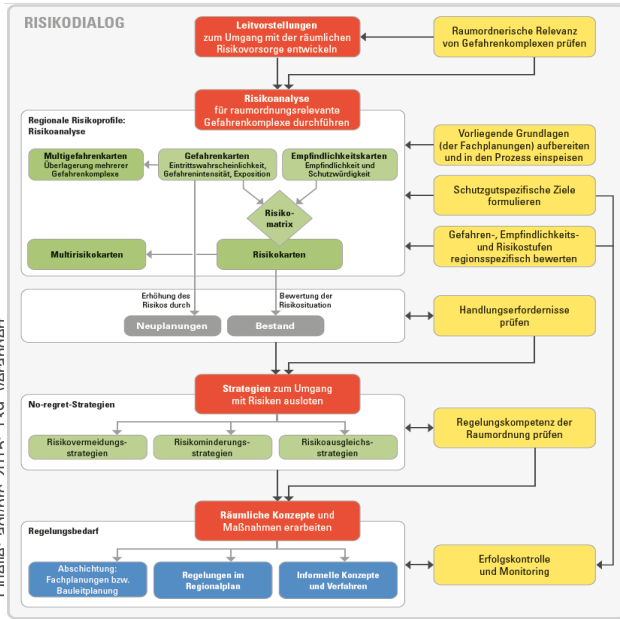 RISIKODIALOG
Leitvorstellungen
zum Umgang mit der räumlichen
Risikovorsorge entwickeln
Raumordnerische Relevanz
von Gefahrenkomplexen prüfen
Risikoanalyse
für raumordnungsrelevante
Gefahrenkomplexe durchführen
Regionale Risikoprofile:
Risikoanalyse
Vorliegende Grundlagen
(der Fachplanungen) aufbereiten
und in den Prozess einspeisen
Multigefahrenkarten
Überlagerung mehrerer
Gefahrenkomplexe
Gefahrenkarten
Eintrittswahrscheinlichkeit,
Gefahrenintensität, Exposition
Empfindlichkeitskarten
Empfindlichkeit und
Schutzwürdigkeit
Schutzgutspezifische Ziele
formulieren
Risiko-
matrix
Multirisikokarten
Risikokarten
Gefahren-, Empfindlichkeits-
und Risikostufen
regionsspezifisch bewerten
Erhöhung des
Risikos durch
Bewertung der
Risikosituation
Neuplanungen
Bestand
Handlungserfordernisse
prüfen
Strategien zum Umgang
mit Risiken ausloten
No-regret-Strategien
Risikovermeidungs-
strategien
Risikominderungs-
strategien
Risikoausgleichs-
strategien
Regelungskompetenz der
Raumordnung prüfen
Räumliche Konzepte und
Maßnahmen erarbeiten
Regelungsbedarf
Abschichtung:
Fachplanungen bzw.
Bauleitplanung
Regelungen im
Regionalplan
Informelle Konzepte
und Verfahren
Erfolgskontrolle
und Monitoring